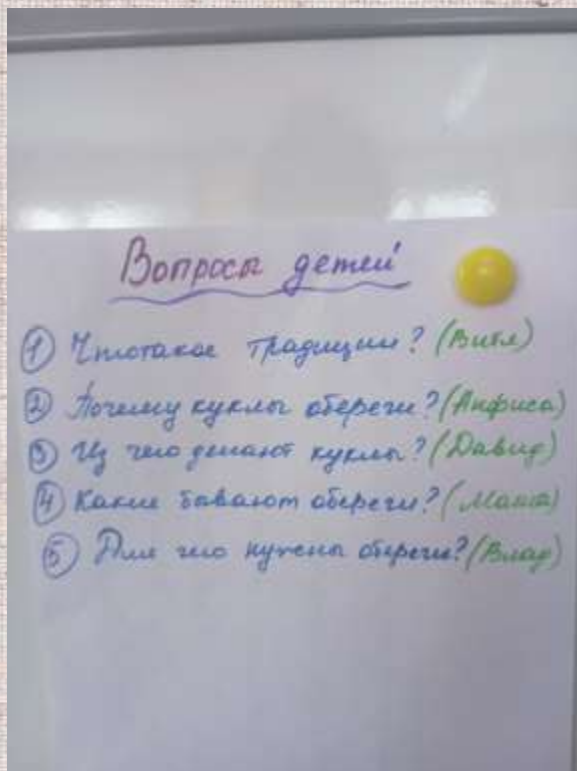 Вопросы детей
1 Что такое традиции? (Витя)
2 Почему куклы обереги? (Анфиса)
3 Из чего делают куклы? (Давид)
4 Какие бывают обереги? (Маша)
5 Для чего нужны обереги? (Влад)